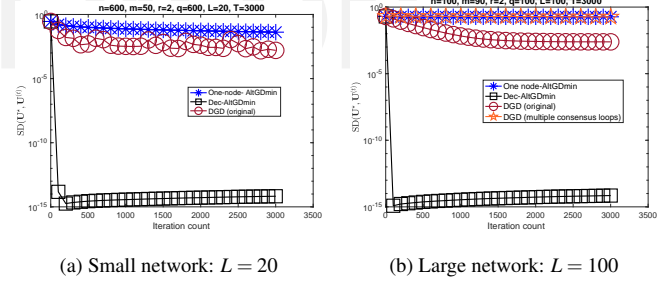 n=600, m=50, r=2, q=600, L=20, T=3000
10^0
10^-5
10^-10
10^-15
SD(U*, U^(t))
One-node- AltGDmin
Dec-AltGDmin
DGD (original)
0 500 1000 1500 2000 2500 3000 3500
Iteration count
(a) Small network: L = 20
n=100, m=90, r=2, q=100, L=100, T=3000
10^0
10^-5
10^-10
10^-15
SD(U*, U^(t))
One node-AltGDmin
Dec-AltGDmin
DGD (original)
DGD (multiple consensus loops)
0 500 1000 1500 2000 2500 3000 3500
Iteration count
(b) Large network: L = 100